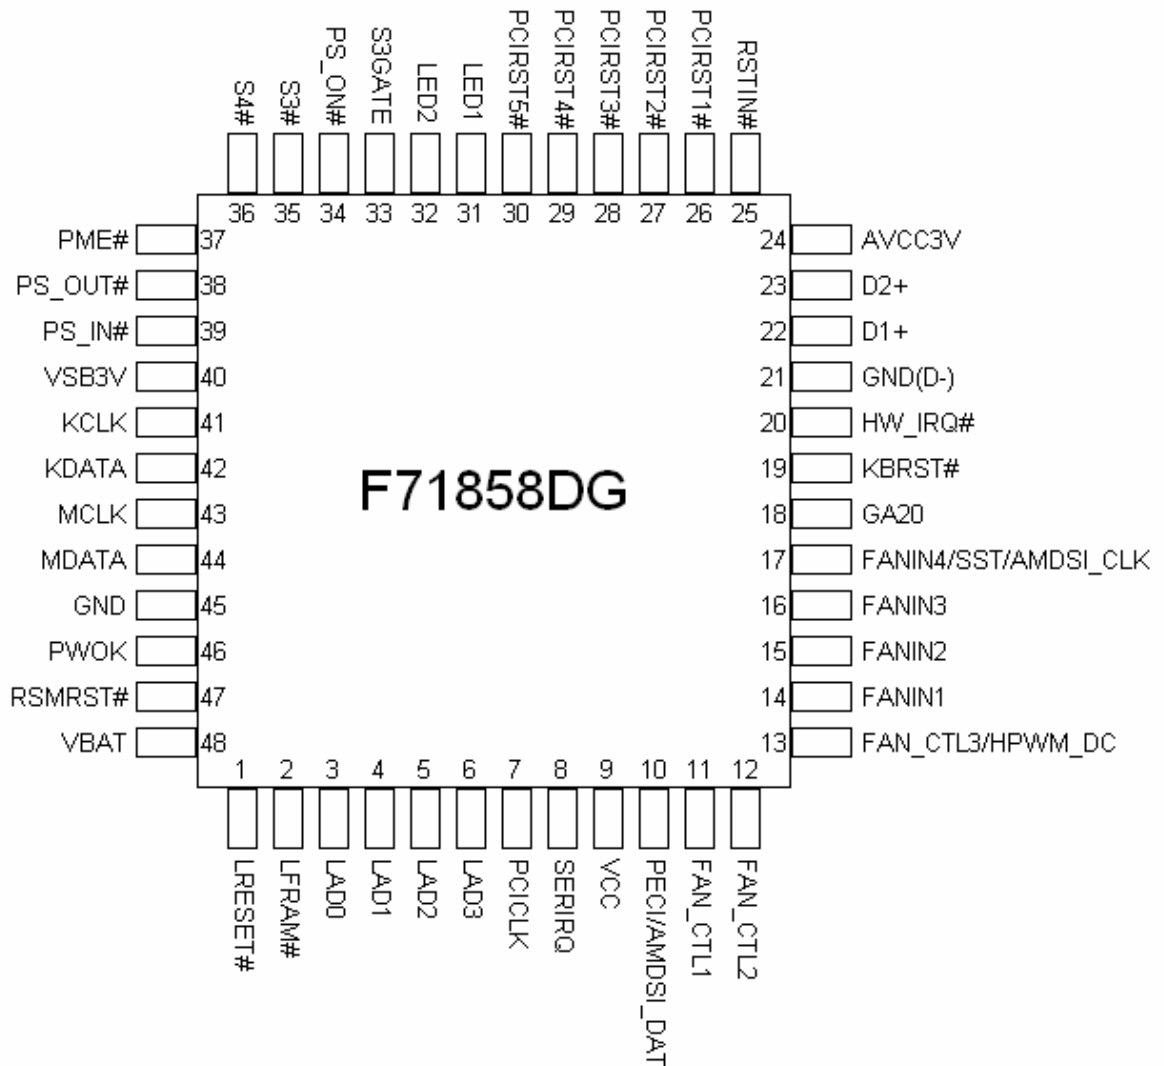 S4#
S3#
PS_ON#
S3GATE
LED2
LED1
PCIRST5#
PCIRST4#
PCIRST3#
PCIRST2#
PCIRST1#
RSTIN#
36 35 34 33 32 31 30 29 28 27 26 25
PME# 37
PS_OUT# 38
PS_IN# 39
VSB3V 40
KCLK 41
KDATA 42
MCLK 43
MDATA 44
GND 45
PWOK 46
RSMRST# 47
VBAT 48
F71858DG
24 AVCC3V
23 D2+
22 D1+
21 GND(D-)
20 HW_IRQ#
19 KBRST#
18 GA20
17 FANIN4/SST/AMDSI_CLK
16 FANIN3
15 FANIN2
14 FANIN1
13 FAN_CTL3/HPWM_DC
1 2 3 4 5 6 7 8 9 10 11 12
LRESET#
LFRAM#
LAD0
LAD1
LAD2
LAD3
PCICLK
SERIRQ
VCC
PECI/AMDSI_DAT
FAN_CTL1
FAN_CTL2